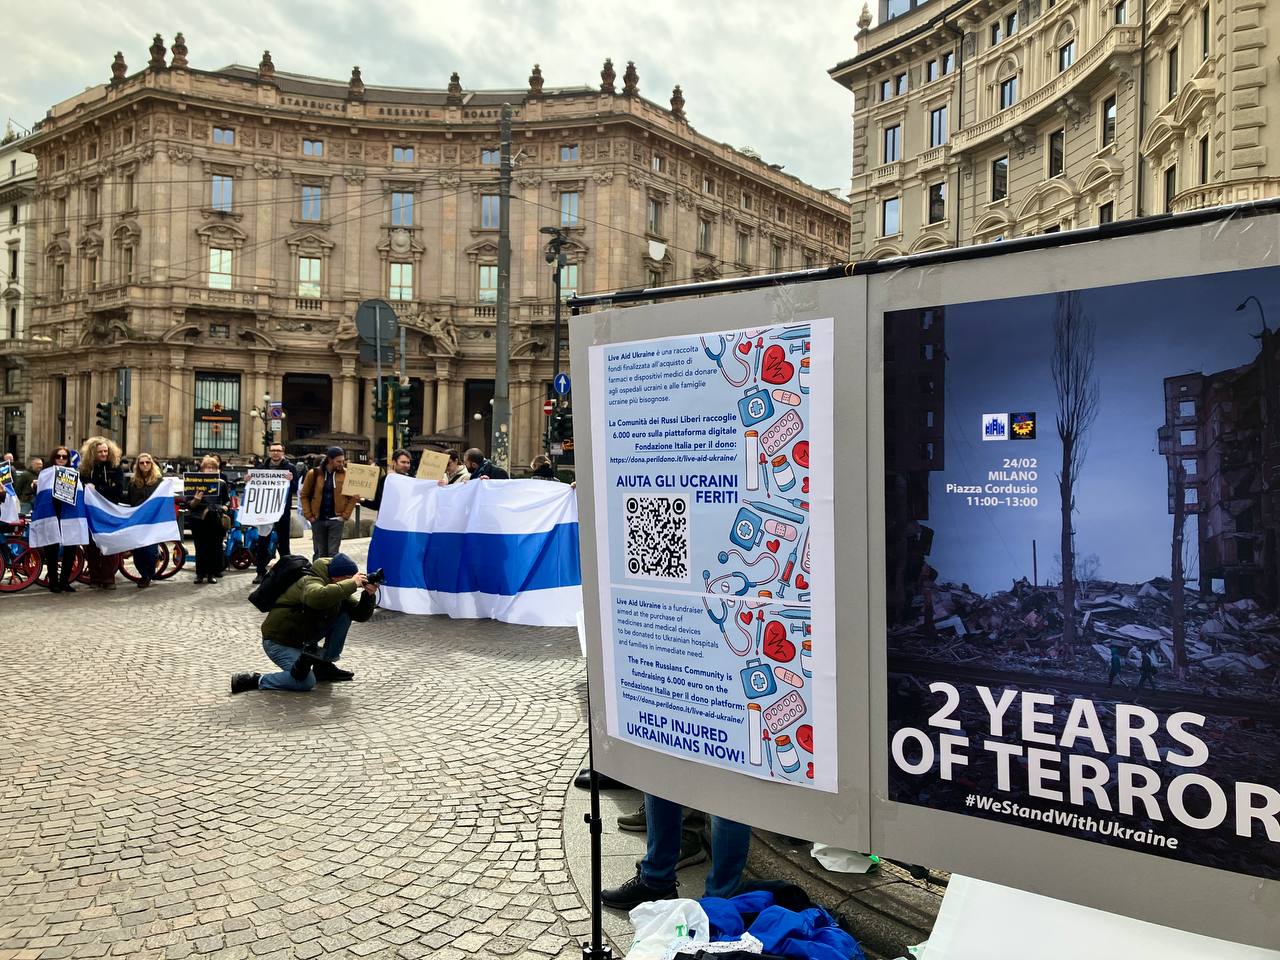 STARBUCKS RESERVE ROASTERY
RUSSIANS
AGAINST
PUTIN
Live Aid Ukraine è una raccolta
fondi finalizzata all'acquisto di
farmaci e dispositivi medici da donare
agli ospedali ucraini e alle famiglie
ucraine più bisognose.
La Comunità dei Russi Liberi raccoglie
6.000 euro sulla piattaforma digitale
Fondazione Italia per il dono:
https://dona.perildono.it/live-aid-ukraine/
AIUTA GLI UCRAINI
FERITI
Live Aid Ukraine is a fundraiser
aimed at the purchase of
medicines and medical devices
to be donated to Ukrainian hospitals
and families in immediate need.
The Free Russians Community is
fundraising 6.000 euro on the
Fondazione Italia per il dono platform:
https://dona.perildono.it/live-aid-ukraine/
HELP INJURED
UKRAINIANS NOW!
24/02
MILANO
Piazza Cordusio
11:00–13:00
2 YEARS
OF TERROR
#WeStandWithUkraine